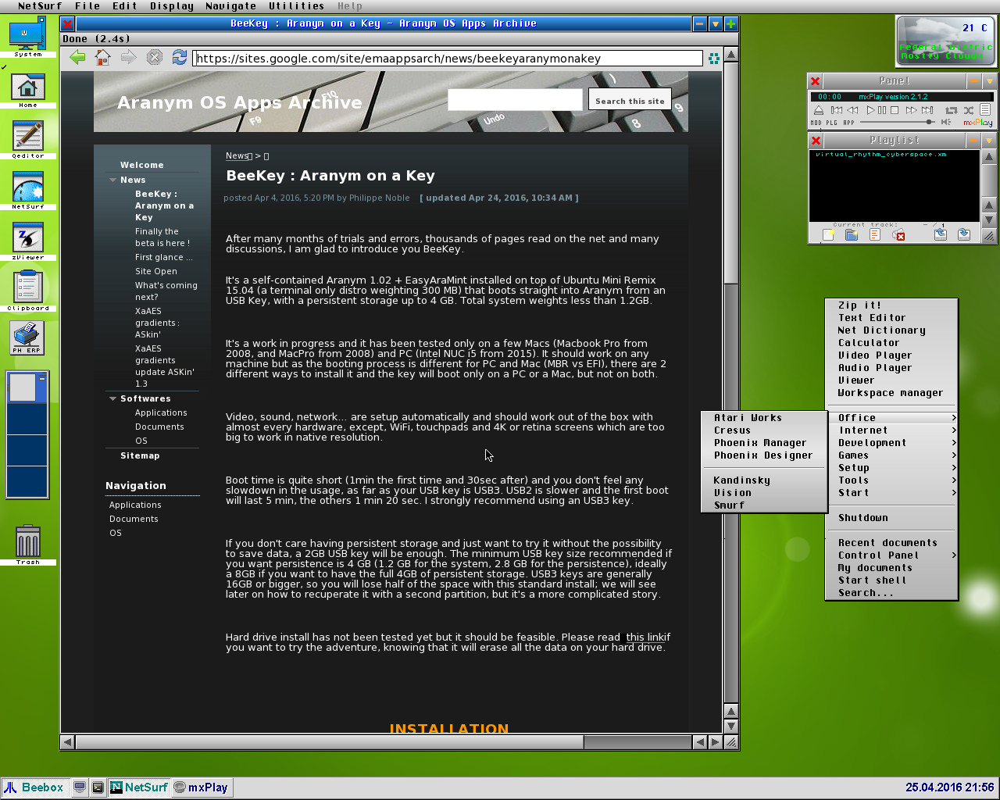 NetSurf File Edit Display Navigate Utilities Help
System
Home
Qeditor
NetSurf
zViewer
Clipboard
PH ERP
Trash
BeeKey : Aranym on a Key - Aranym OS Apps Archive
Done (2.4s)
https://sites.google.com/site/emaappsarch/news/beekeyaranymonakey
Aranym OS Apps Archive
F9
F10
Undo
8
9
Search this site
Welcome
News
BeeKey :
Aranym on a
Key
Finally the
beta is here !
First glance ...
Site Open
What's coming
next?
XaAES
gradients :
ASkin'
XaAES
gradients
update ASKin'
1.3
Softwares
Applications
Documents
OS
Sitemap
Navigation
Applications
Documents
OS
News >
BeeKey : Aranym on a Key
posted Apr 4, 2016, 5:20 PM by Philippe Noble [ updated Apr 24, 2016, 10:34 AM ]
After many months of trials and errors, thousands of pages read on the net and many
discussions, I am glad to introduce you BeeKey.
It's a self-contained Aranym 1.02 + EasyAraMint installed on top of Ubuntu Mini Remix
15.04 (a terminal only distro weighting 300 MB) that boots straight into Aranym from an
USB Key, with a persistent storage up to 4 GB. Total system weights less than 1.2GB.
It's a work in progress and it has been tested only on a few Macs (Macbook Pro from
2008, and MacPro from 2008) and PC (Intel NUC i5 from 2015). It should work on any
machine but as the booting process is different for PC and Mac (MBR vs EFI), there are 2
different ways to install it and the key will boot only on a PC or a Mac, but not on both.
Video, sound, network... are setup automatically and should work out of the box with
almost every hardware, except, WiFi, touchpads and 4K or retina screens which are too
big to work in native resolution.
Boot time is quite short (1min the first time and 30sec after) and you don't feel any
slowdown in the usage, as far as your USB key is USB3. USB2 is slower and the first boot
will last 5 min, the others 1 min 20 sec. I strongly recommend using an USB3 key.
If you don't care having persistent storage and just want to try it without the possibility
to save data, a 2GB USB key will be enough. The minimum USB key size recommended if
you want persistence is 4 GB (1.2 GB for the system, 2.8 GB for the persistence), ideally
a 8GB if you want to have the full 4GB of persistent storage. USB3 keys are generally
16GB or bigger, so you will lose half of the space with this standard install; we will see
later on how to recuperate it with a second partition, but it's a more complicated story.
Hard drive install has not been tested yet but it should be feasible. Please read this linkif
you want to try the adventure, knowing that it will erase all the data on your hard drive.
INSTALLATION
21 C
Federal Distric
Mostly Cloudy
Panel
00:00 mxPlay version 2.1.2
MOD PLG APP
mxPlay
Playlist
virtual_rhythm_cyberspace.xm
Current track: - / 1
Zip it!
Text Editor
Net Dictionary
Calculator
Video Player
Audio Player
Viewer
Workspace manager
Office >
Internet >
Development >
Games >
Setup >
Tools >
Start >
Shutdown
Recent documents
Control Panel >
My documents
Start shell
Search...
Atari Works
Cresus
Phoenix Manager
Phoenix Designer
Kandinsky
Vision
Smurf
Beebox
NetSurf
mxPlay
25.04.2016 21:56